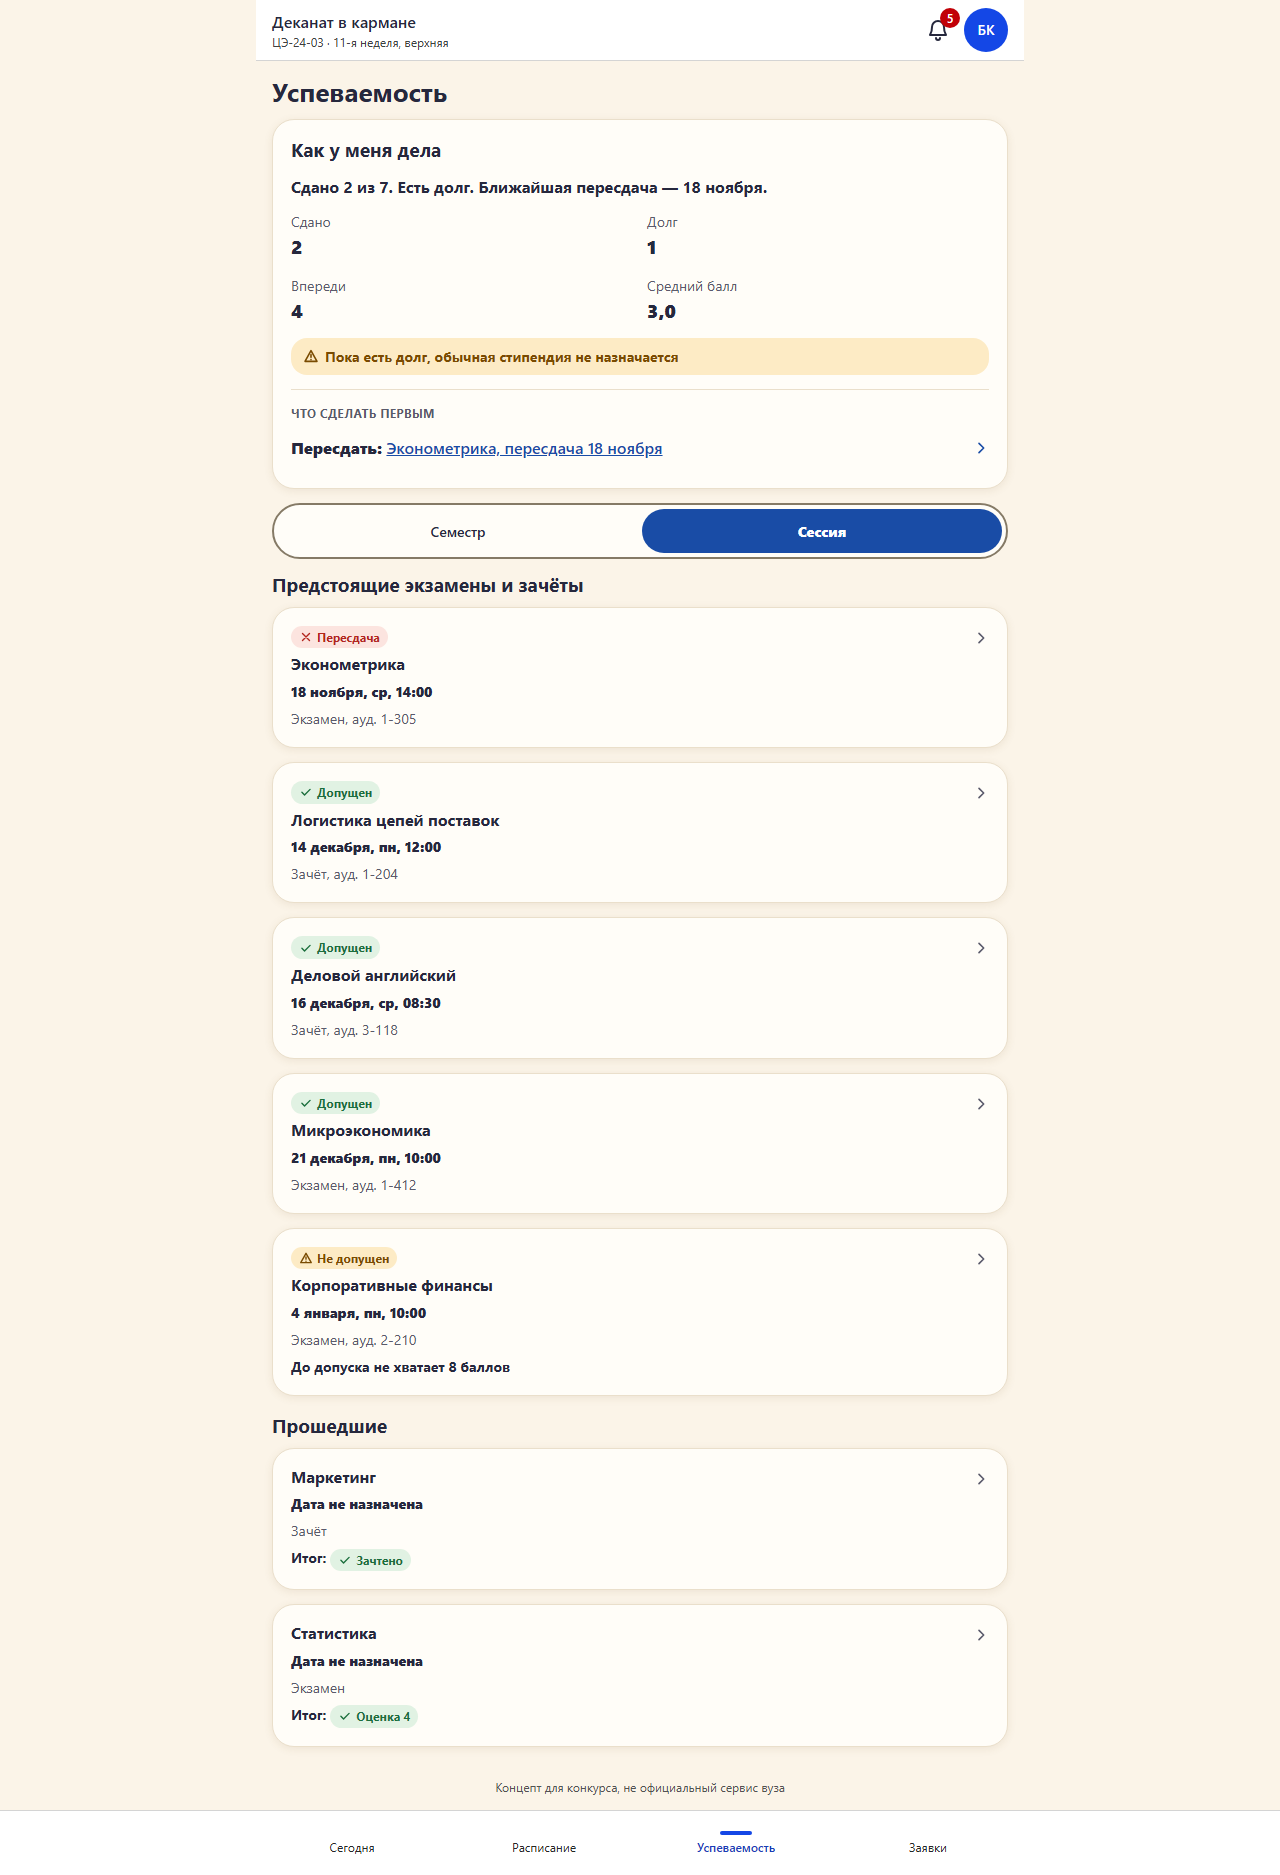 Деканат в кармане
ЦЭ-24-03 · 11-я неделя, верхняя
5
БК
Успеваемость
Как у меня дела
Сдано 2 из 7. Есть долг. Ближайшая пересдача — 18 ноября.
Сдано
2
Долг
1
Впереди
4
Средний балл
3,0
Пока есть долг, обычная стипендия не назначается
ЧТО СДЕЛАТЬ ПЕРВЫМ
Пересдать: Эконометрика, пересдача 18 ноября
Семестр
Сессия
Предстоящие экзамены и зачёты
Пересдача
Эконометрика
18 ноября, ср, 14:00
Экзамен, ауд. 1-305
Допущен
Логистика цепей поставок
14 декабря, пн, 12:00
Зачёт, ауд. 1-204
Допущен
Деловой английский
16 декабря, ср, 08:30
Зачёт, ауд. 3-118
Допущен
Микроэкономика
21 декабря, пн, 10:00
Экзамен, ауд. 1-412
Не допущен
Корпоративные финансы
4 января, пн, 10:00
Экзамен, ауд. 2-210
До допуска не хватает 8 баллов
Прошедшие
Маркетинг
Дата не назначена
Зачёт
Итог: Зачтено
Статистика
Дата не назначена
Экзамен
Итог: Оценка 4
Концепт для конкурса, не официальный сервис вуза
Сегодня
Расписание
Успеваемость
Заявки